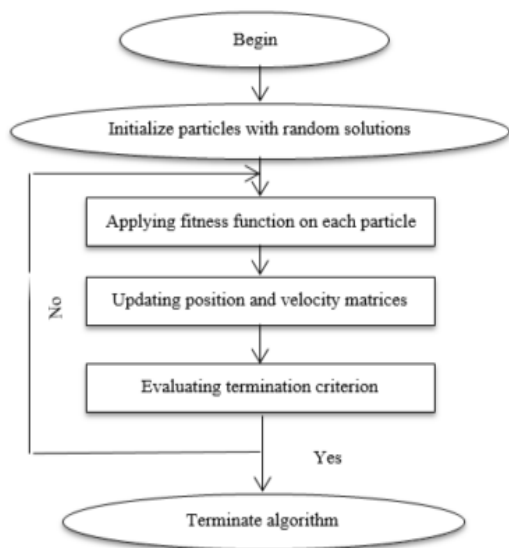 Begin
Initialize particles with random solutions
Applying fitness function on each particle
Updating position and velocity matrices
No
Evaluating termination criterion
Yes
Terminate algorithm